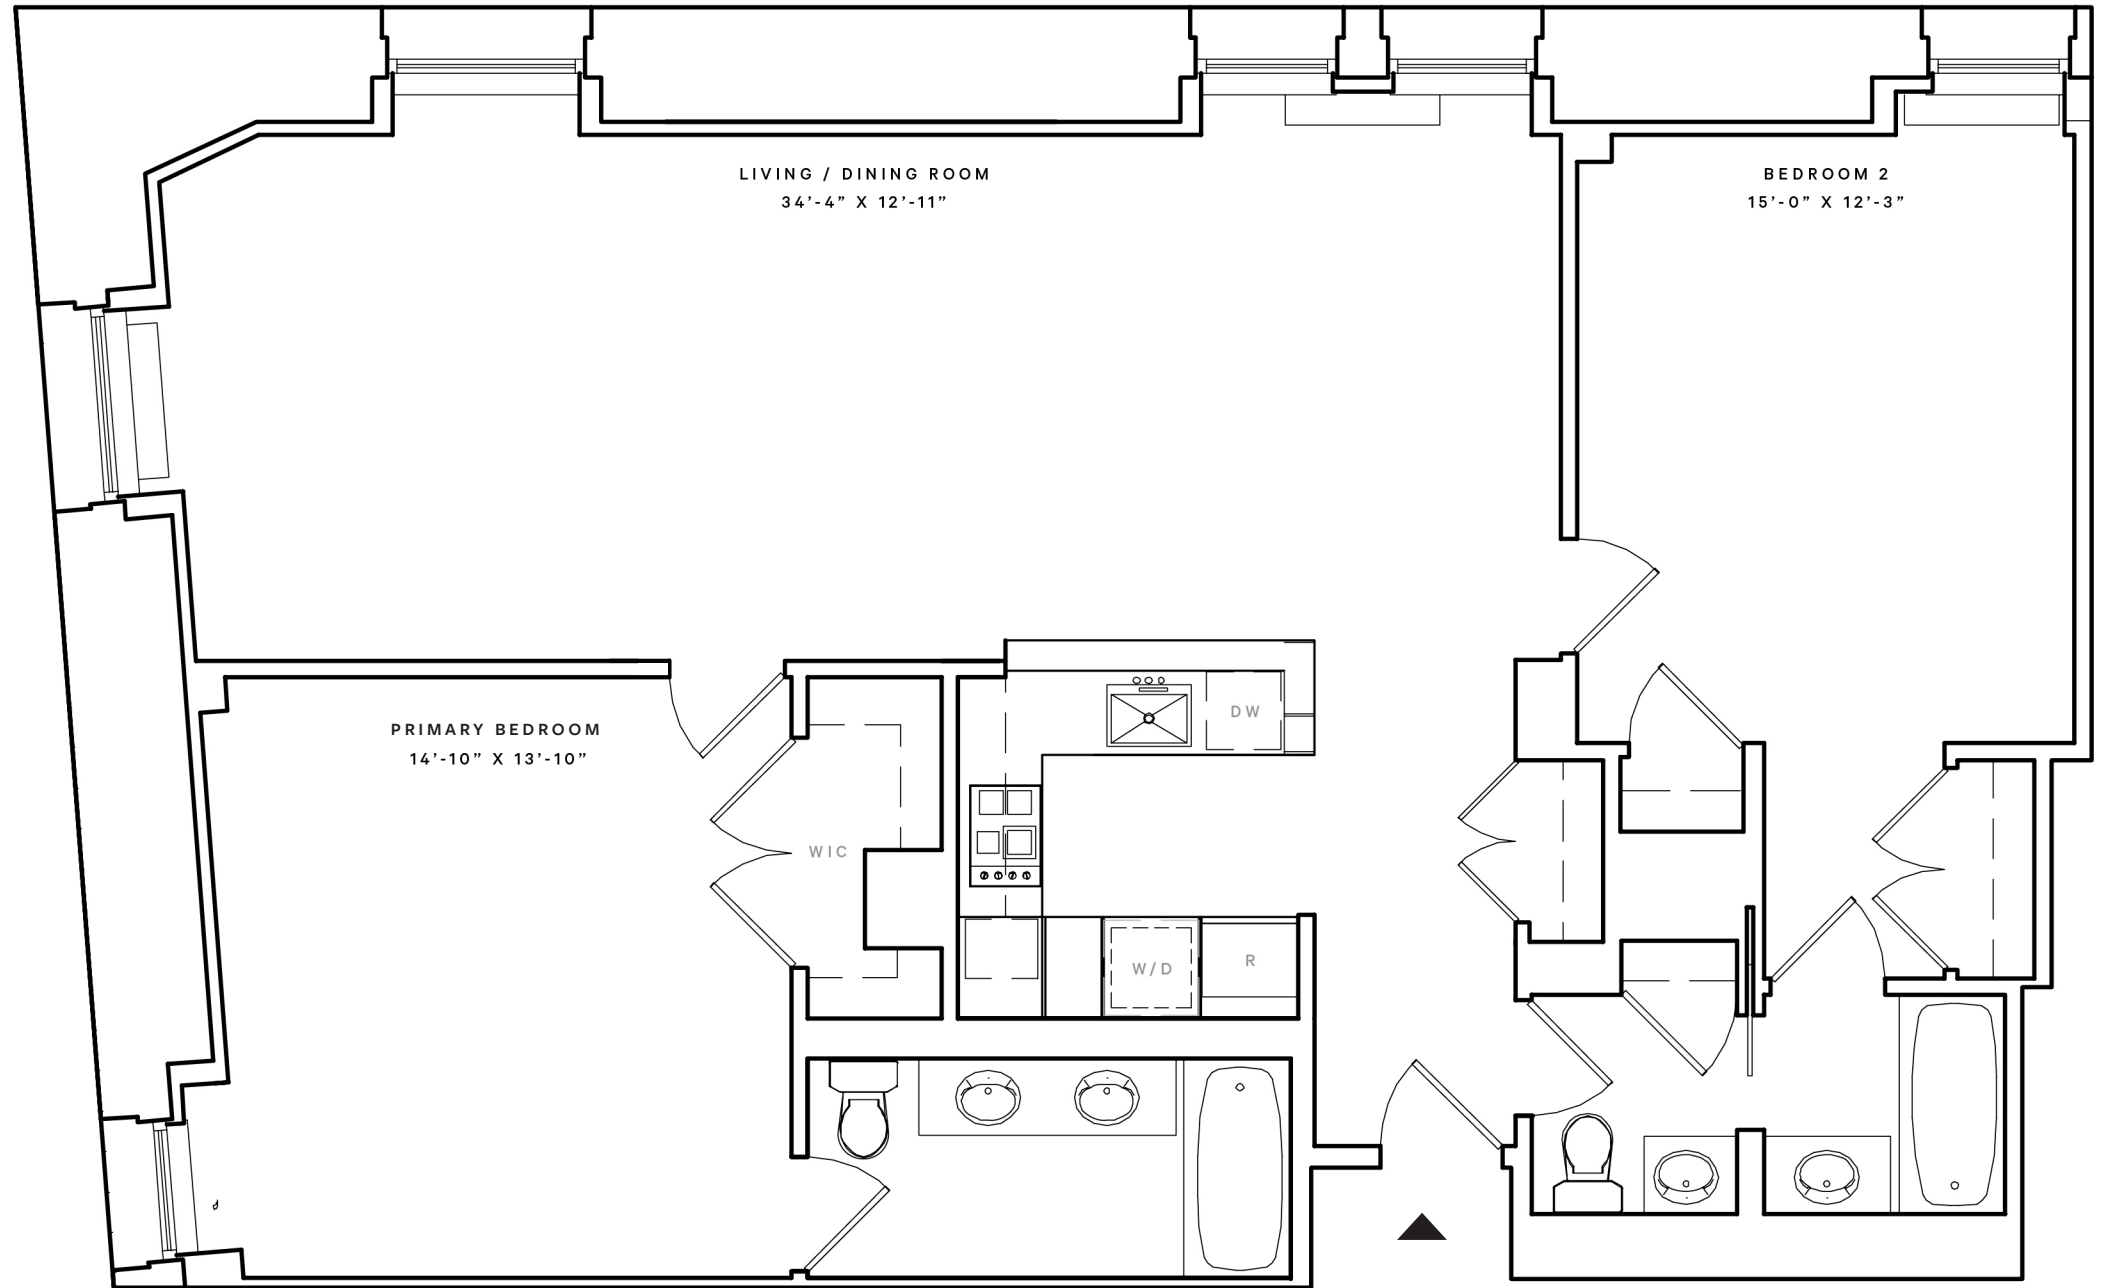 LIVING / DINING ROOM
34’-4” X 12’-11”
BEDROOM 2
15’-0” X 12’-3”
PRIMARY BEDROOM
14’-10” X 13’-10”
DW
WIC
W/D
R